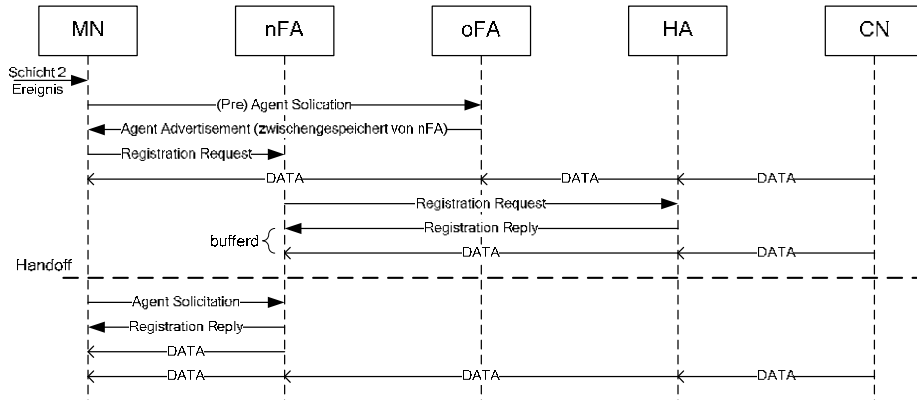 MN nFA oFA HA CN
Schicht 2
Ereignis
(Pre) Agent Solication
Agent Advertisement (zwischengespeichert von nFA)
Registration Request
DATA DATA DATA
Registration Request
Registration Reply
bufferd
DATA DATA
Handoff
Agent Solicitation
Registration Reply
DATA
DATA DATA DATA